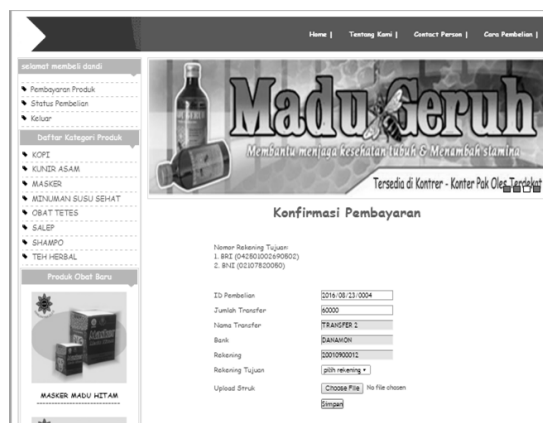 Home | Tentang Kami | Contact Person | Cara Pembelian |
selamat membeli dandi
Pembayaran Produk
Status Pembelian
Keluar
Daftar Kategori Produk
KOPI
KUNIR ASAM
MASKER
MINUMAN SUSU SEHAT
OBAT TETES
SALEP
SHAMPO
TEH HERBAL
Produk Obat Baru
MASKER MADU HITAM
Madu Geruh
Membantu menjaga kesehatan tubuh & Menambah stamina
Tersedia di Kontrer - Konter Pak Oles Terdekat
Konfirmasi Pembayaran
Nomor Rekening Tujuan:
1. BRI (042501002690502)
2. BNI (02107520050)
ID Pembelian 2016/08/23/0004
Jumlah Transfer 60000
Nama Transfer TRANSFER 2
Bank DANAMON
Rekening 20010900012
Rekening Tujuan pilih rekening
Upload Struk Choose File No file chosen
Simpan